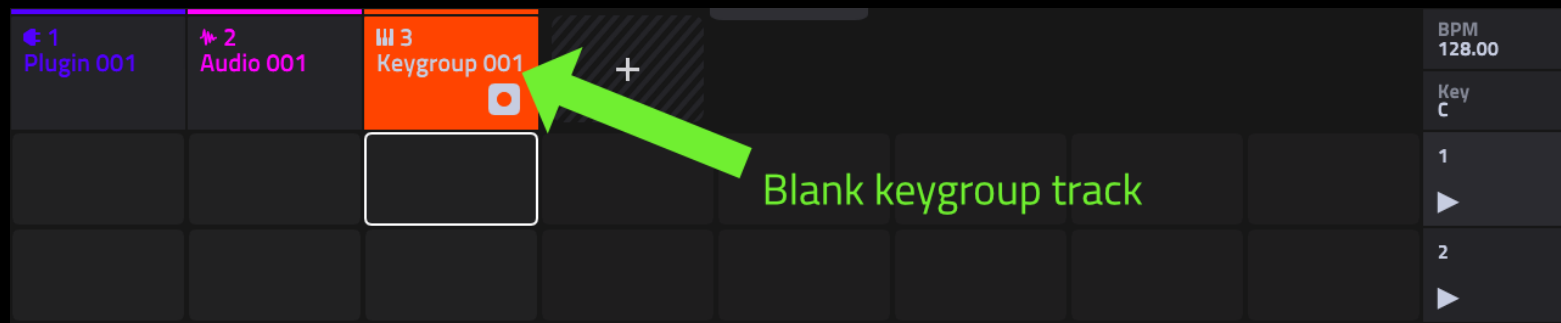 1
Plugin 001
2
Audio 001
3
Keygroup 001
+
BPM
128.00
Key
C
1
Blank keygroup track
2